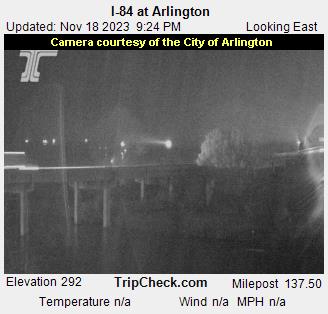 I-84 at Arlington
Updated: Nov 18 2023 9:24 PM Looking East
Camera courtesy of the City of Arlington
Elevation 292 TripCheck.com Milepost 137.50
Temperature n/a Wind n/a MPH n/a